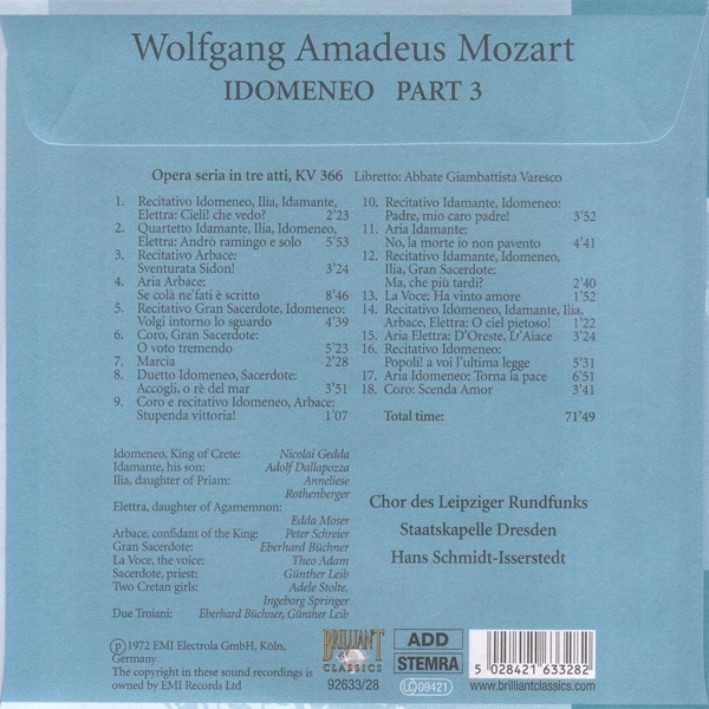 Wolfgang Amadeus Mozart
IDOMENEO PART 3
Opera seria in tre atti, KV 366 Libretto: Abbate Giambattista Varesco
1. Recitativo Idomeneo, Ilia, Idamante,
Elettra: Cieli! che vedo? 2'23
2. Quartetto Idamante, Ilia, Idomeneo,
Elettra: Andrò ramingo e solo 5'53
3. Recitativo Arbace:
Sventurata Sidon! 3'24
4. Aria Arbace:
Se colà ne'fati è scritto 8'46
5. Recitativo Gran Sacerdote, Idomeneo:
Volgi intorno lo sguardo 4'39
6. Coro, Gran Sacerdote:
O voto tremendo 5'23
7. Marcia 2'28
8. Duetto Idomeneo, Sacerdote:
Accogli, o rè del mar 3'51
9. Coro e recitativo Idomeneo, Arbace:
Stupenda vittoria! 1'07
10. Recitativo Idamante, Idomeneo:
Padre, mio caro padre! 3'52
11. Aria Idamante:
No, la morte io non pavento 4'41
12. Recitativo Idamante, Idomeneo,
Ilia, Gran Sacerdote:
Ma, che più tardi? 2'40
13. La Voce: Ha vinto amore 1'52
14. Recitativo Idomeneo, Idamante, Ilia,
Arbace, Elettra: O ciel pietoso! 1'22
15. Aria Elettra: D'Oreste, D'Aiace 3'24
16. Recitativo Idomeneo:
Popoli! a voi l'ultima legge 5'31
17. Aria Idomeneo: Torna la pace 6'51
18. Coro: Scenda Amor 3'41
Total time: 71'49
Idomeneo, King of Crete: Nicolai Gedda
Idamante, his son: Adolf Dallapozza
Ilia, daughter of Priam: Anneliese
Rothenberger
Elettra, daughter of Agamemnon:
Edda Moser
Arbace, confidant of the King: Peter Schreier
Gran Sacerdote: Eberhard Büchner
La Voce, the voice: Theo Adam
Sacerdote, priest: Günther Leib
Two Cretan girls: Adele Stolte,
Ingeborg Springer
Due Troiani: Eberhard Büchner, Günther Leib
Chor des Leipziger Rundfunks
Staatskapelle Dresden
Hans Schmidt-Isserstedt
℗1972 EMI Electrola GmbH, Köln,
Germany
The copyright in these sound recordings is
owned by EMI Records Ltd
BRILLIANT
CLASSICS
92633/28
ADD
STEMRA
LC 09421
5 028421 633282
www.brilliantclassics.com